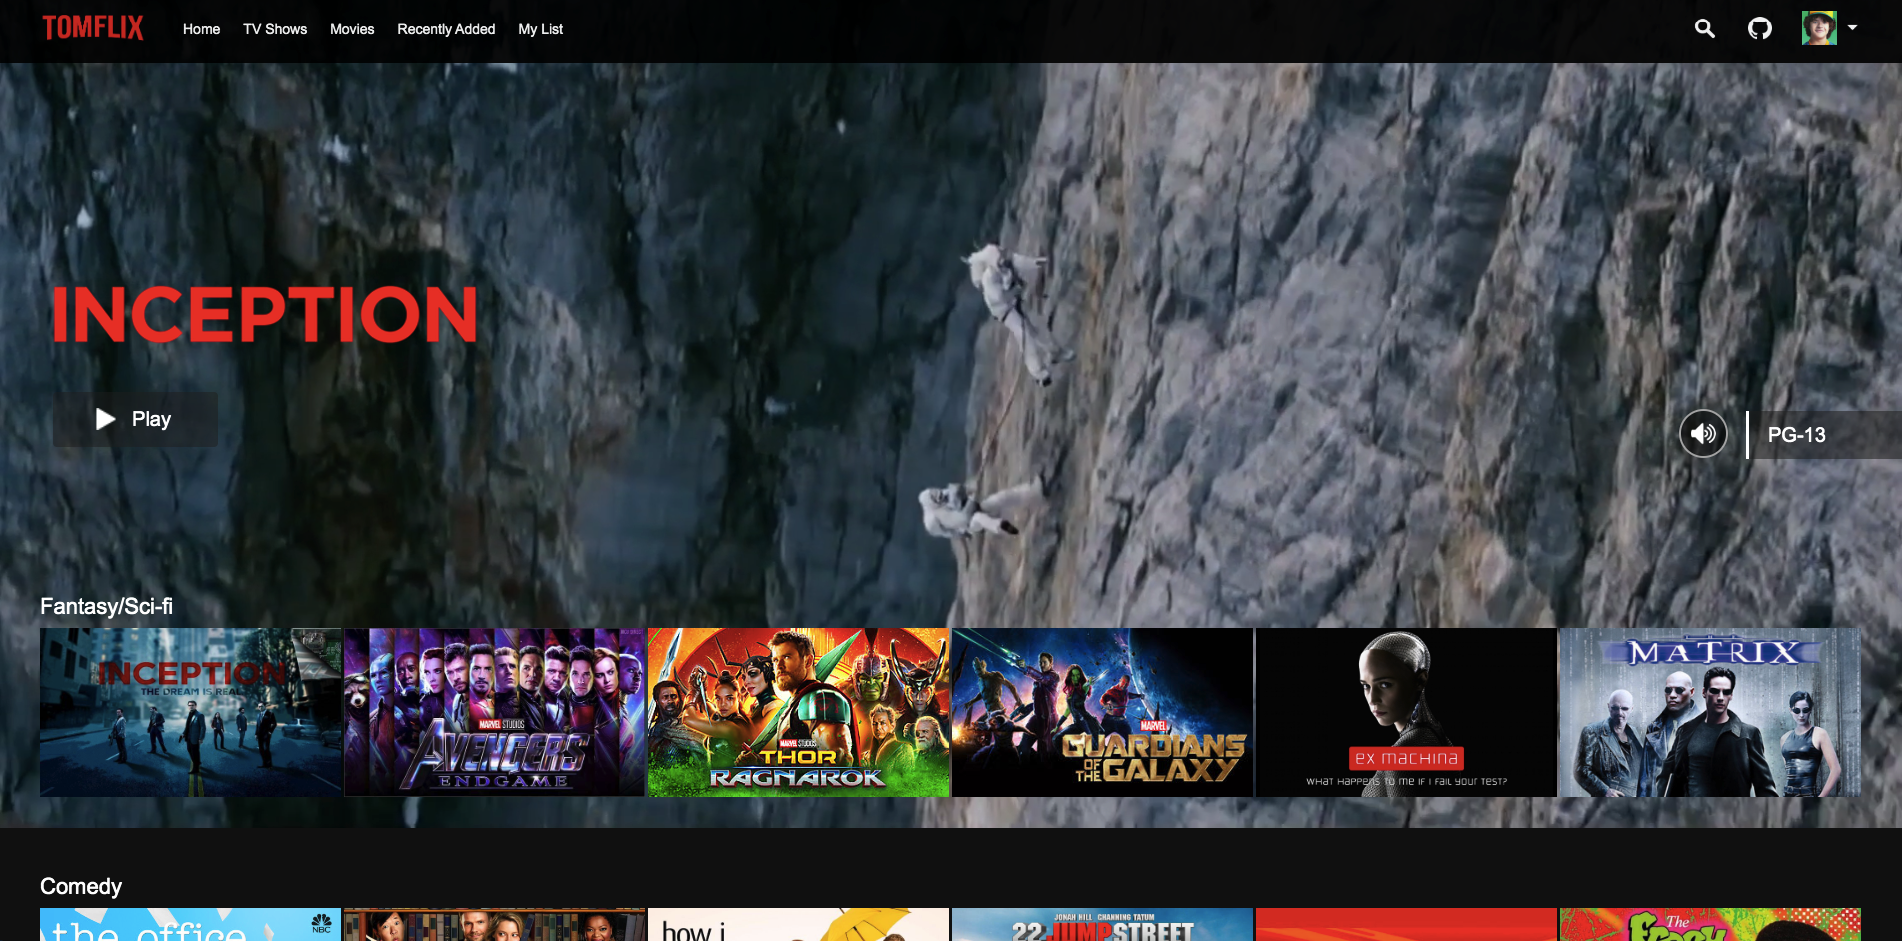 TOMFLIX
Home TV Shows Movies Recently Added My List
INCEPTION
Play
PG-13
Fantasy/Sci-fi
INCEPTION
THE DREAM IS REAL
MARVEL STUDIOS
AVENGERS
ENDGAME
MARVEL STUDIOS
THOR
RAGNAROK
MARVEL
GUARDIANS
OF THE GALAXY
ex machina
WHAT HAPPENS TO ME IF I FAIL YOUR TEST?
MATRIX
Comedy
the office
NBC
how i
JONAH HILL CHANNING TATUM
22 JUMP STREET
The
Fresh